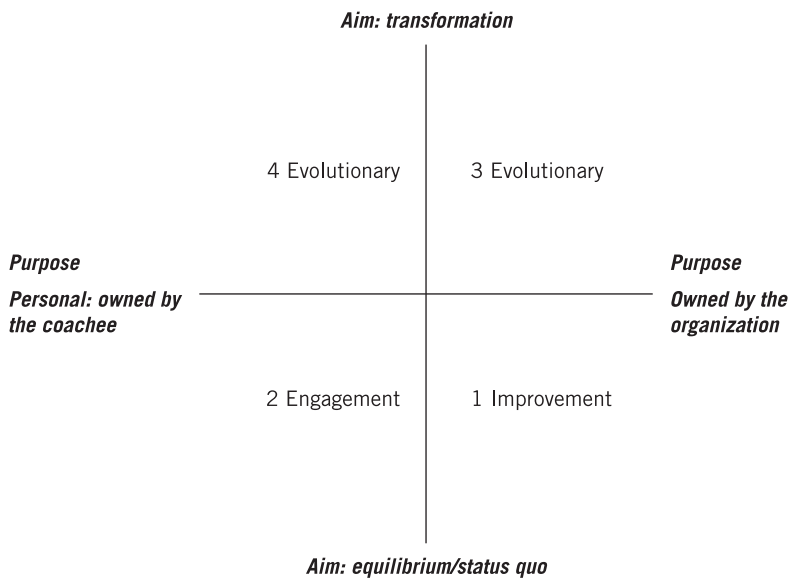 Aim: transformation
4 Evolutionary
3 Evolutionary
Purpose
Personal: owned by
the coachee
Purpose
Owned by the
organization
2 Engagement
1 Improvement
Aim: equilibrium/status quo